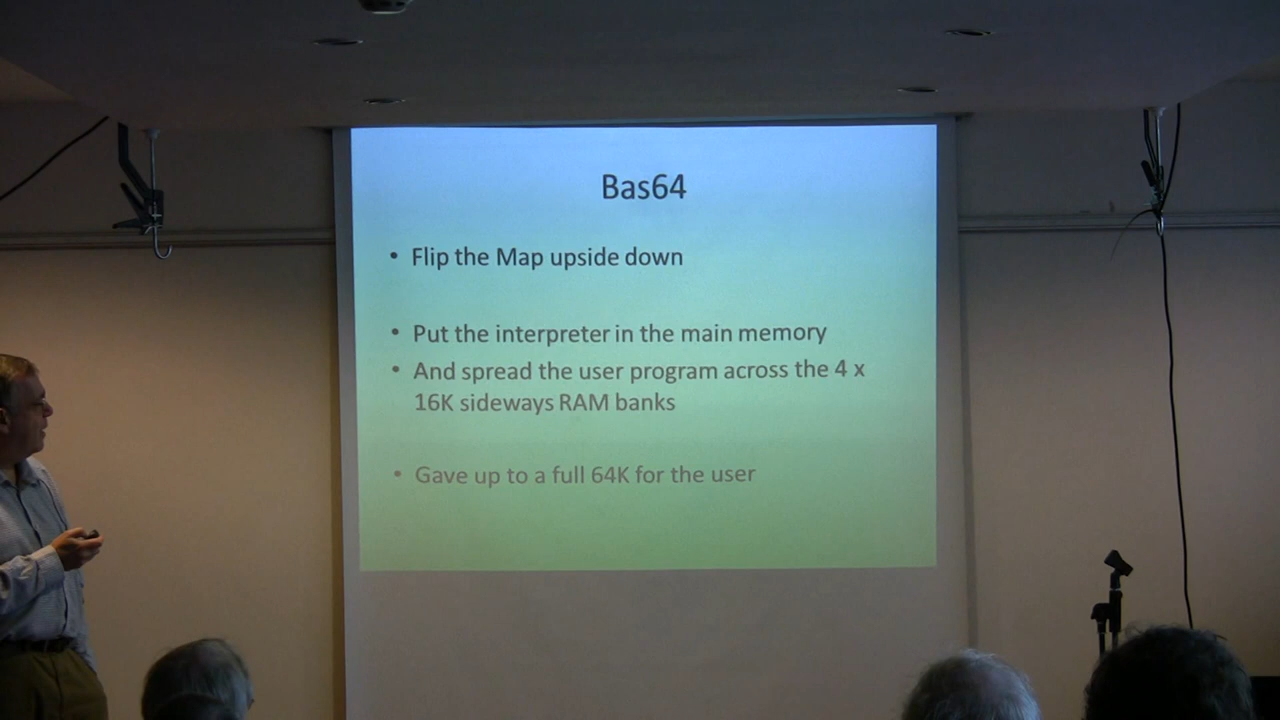 Bas64
• Flip the Map upside down
• Put the interpreter in the main memory
• And spread the user program across the 4 x
16K sideways RAM banks
• Gave up to a full 64K for the user